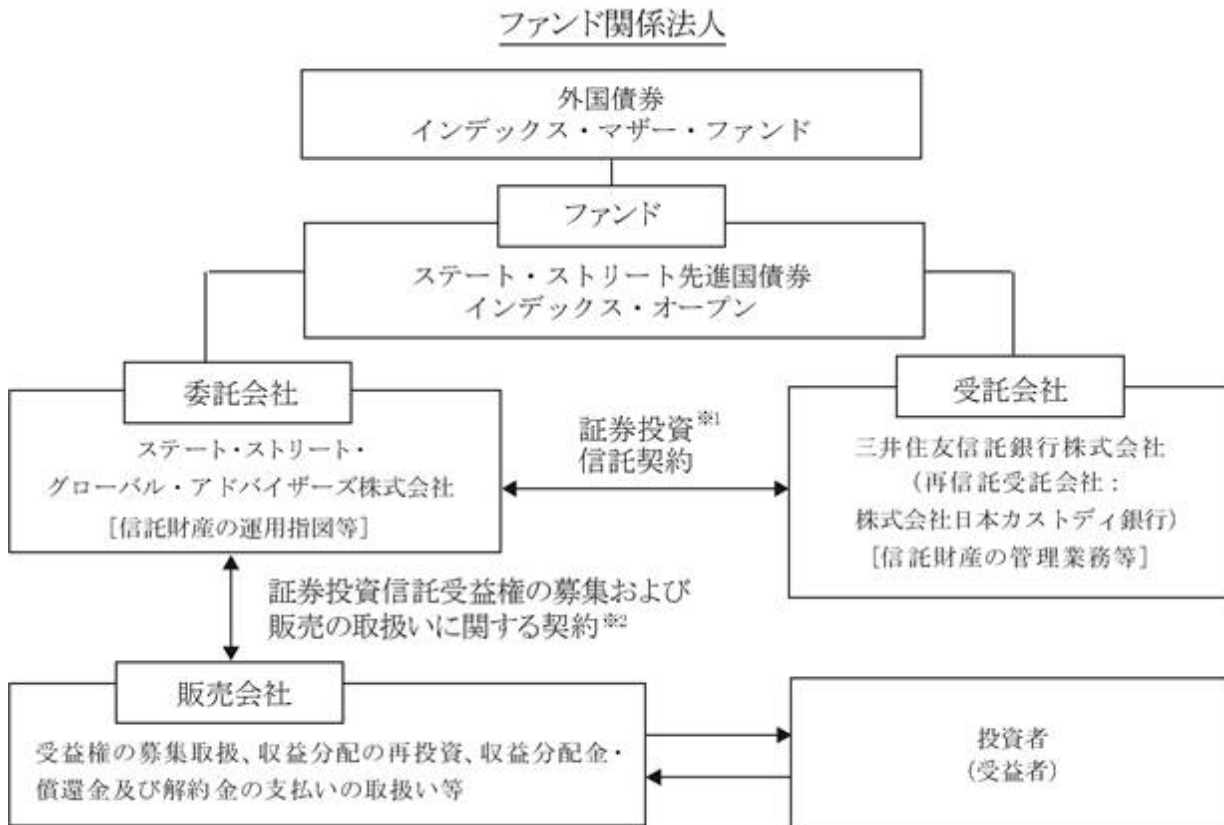 ファンド関係法人
外国債券
インデックス・マザー・ファンド
ファンド
ステート・ストリート先進国債券
インデックス・オープン
委託会社
ステート・ストリート・
グローバル・アドバイザーズ株式会社
[信託財産の運用指図等]
証券投資※1
信託契約
受託会社
三井住友信託銀行株式会社
(再信託受託会社:
株式会社日本カストディ銀行)
[信託財産の管理業務等]
証券投資信託受益権の募集および
販売の取扱いに関する契約※2
販売会社
受益権の募集取扱、収益分配の再投資、収益分配金・
償還金及び解約金の支払いの取扱い等
投資者
(受益者)